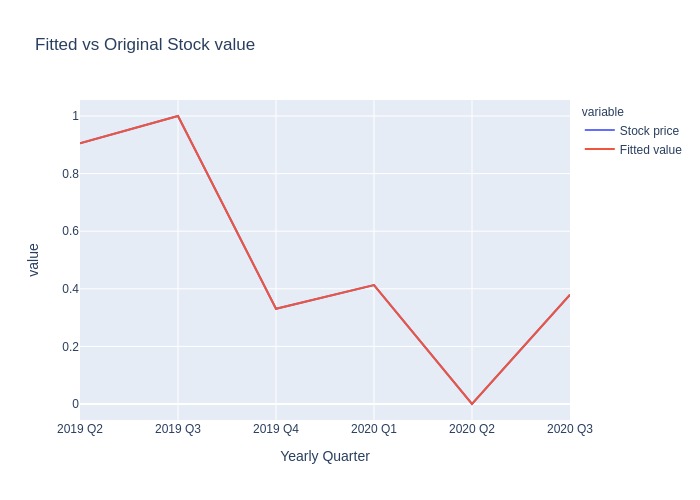 Fitted vs Original Stock value
variable
Stock price
Fitted value
value
1
0.8
0.6
0.4
0.2
0
2019 Q2
2019 Q3
2019 Q4
2020 Q1
2020 Q2
2020 Q3
Yearly Quarter